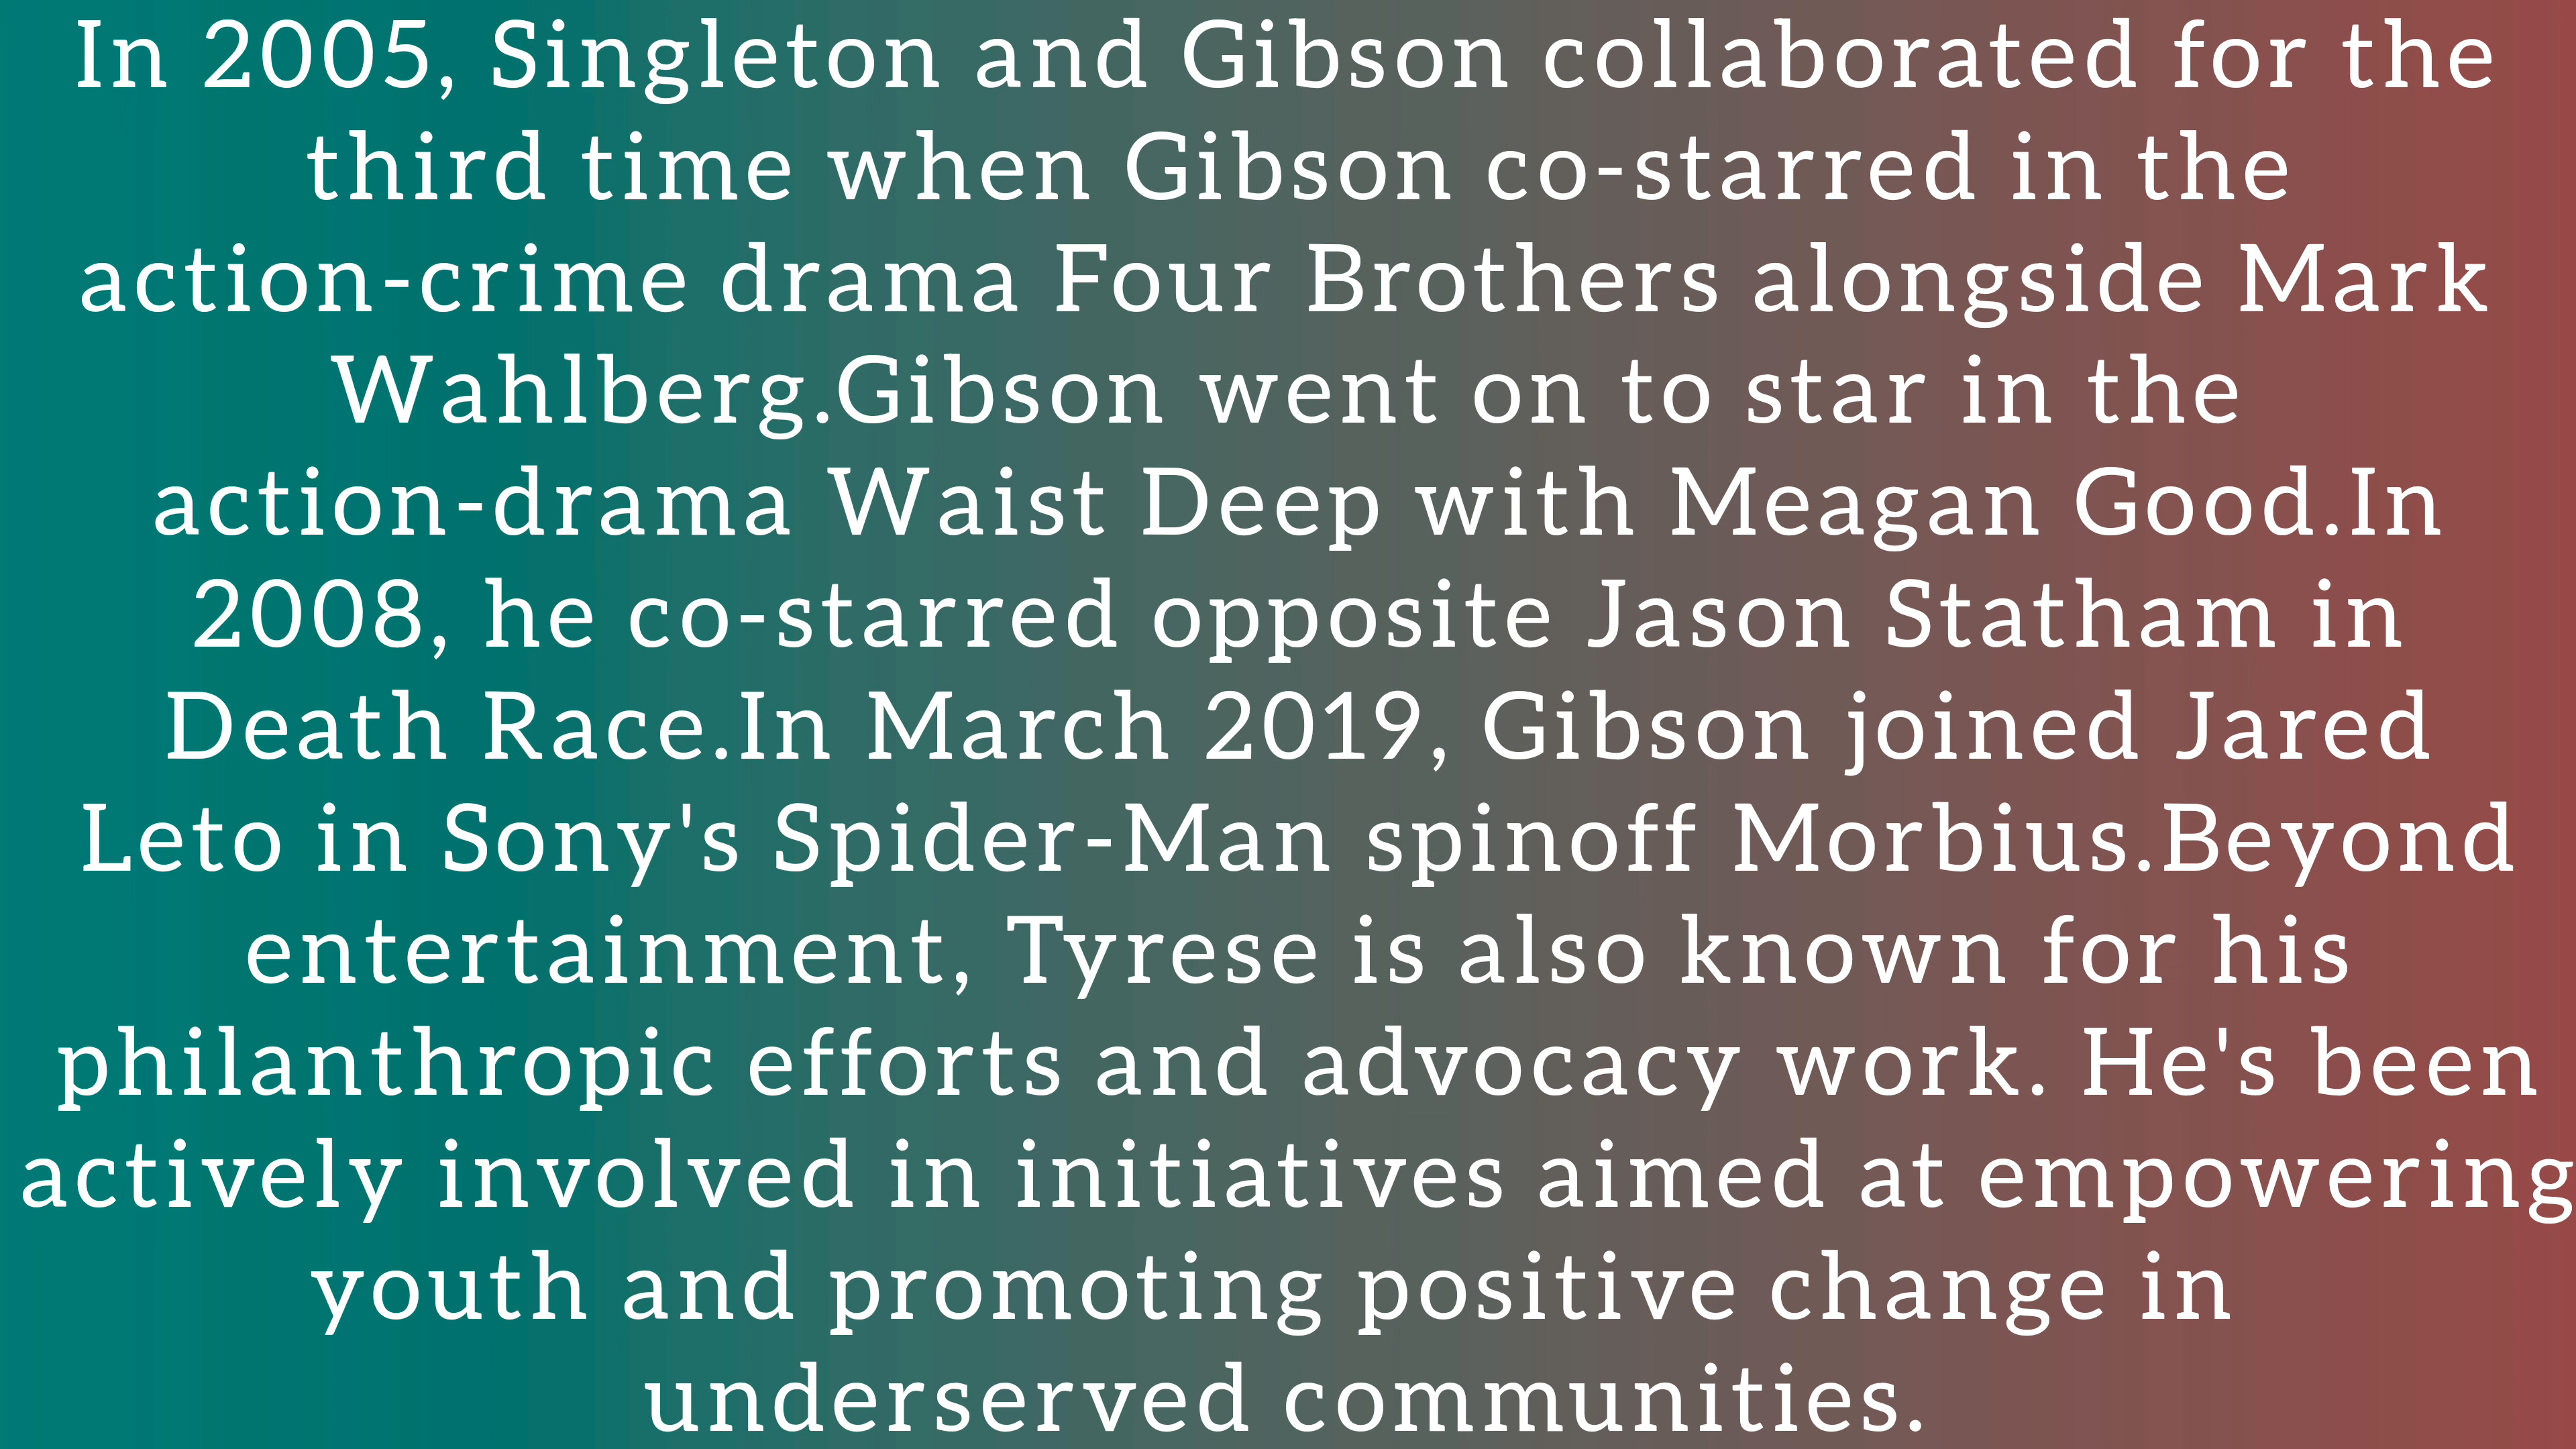 In 2005, Singleton and Gibson collaborated for the
third time when Gibson co-starred in the
action-crime drama Four Brothers alongside Mark
Wahlberg.Gibson went on to star in the
action-drama Waist Deep with Meagan Good.In
2008, he co-starred opposite Jason Statham in
Death Race.In March 2019, Gibson joined Jared
Leto in Sony's Spider-Man spinoff Morbius.Beyond
entertainment, Tyrese is also known for his
philanthropic efforts and advocacy work. He's been
actively involved in initiatives aimed at empowering
youth and promoting positive change in
underserved communities.